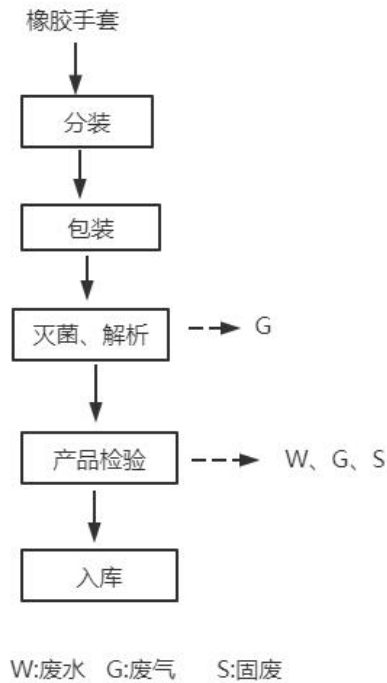 橡胶手套
分装
包装
灭菌、解析
G
产品检验
W、G、S
入库
W:废水 G:废气 S:固废